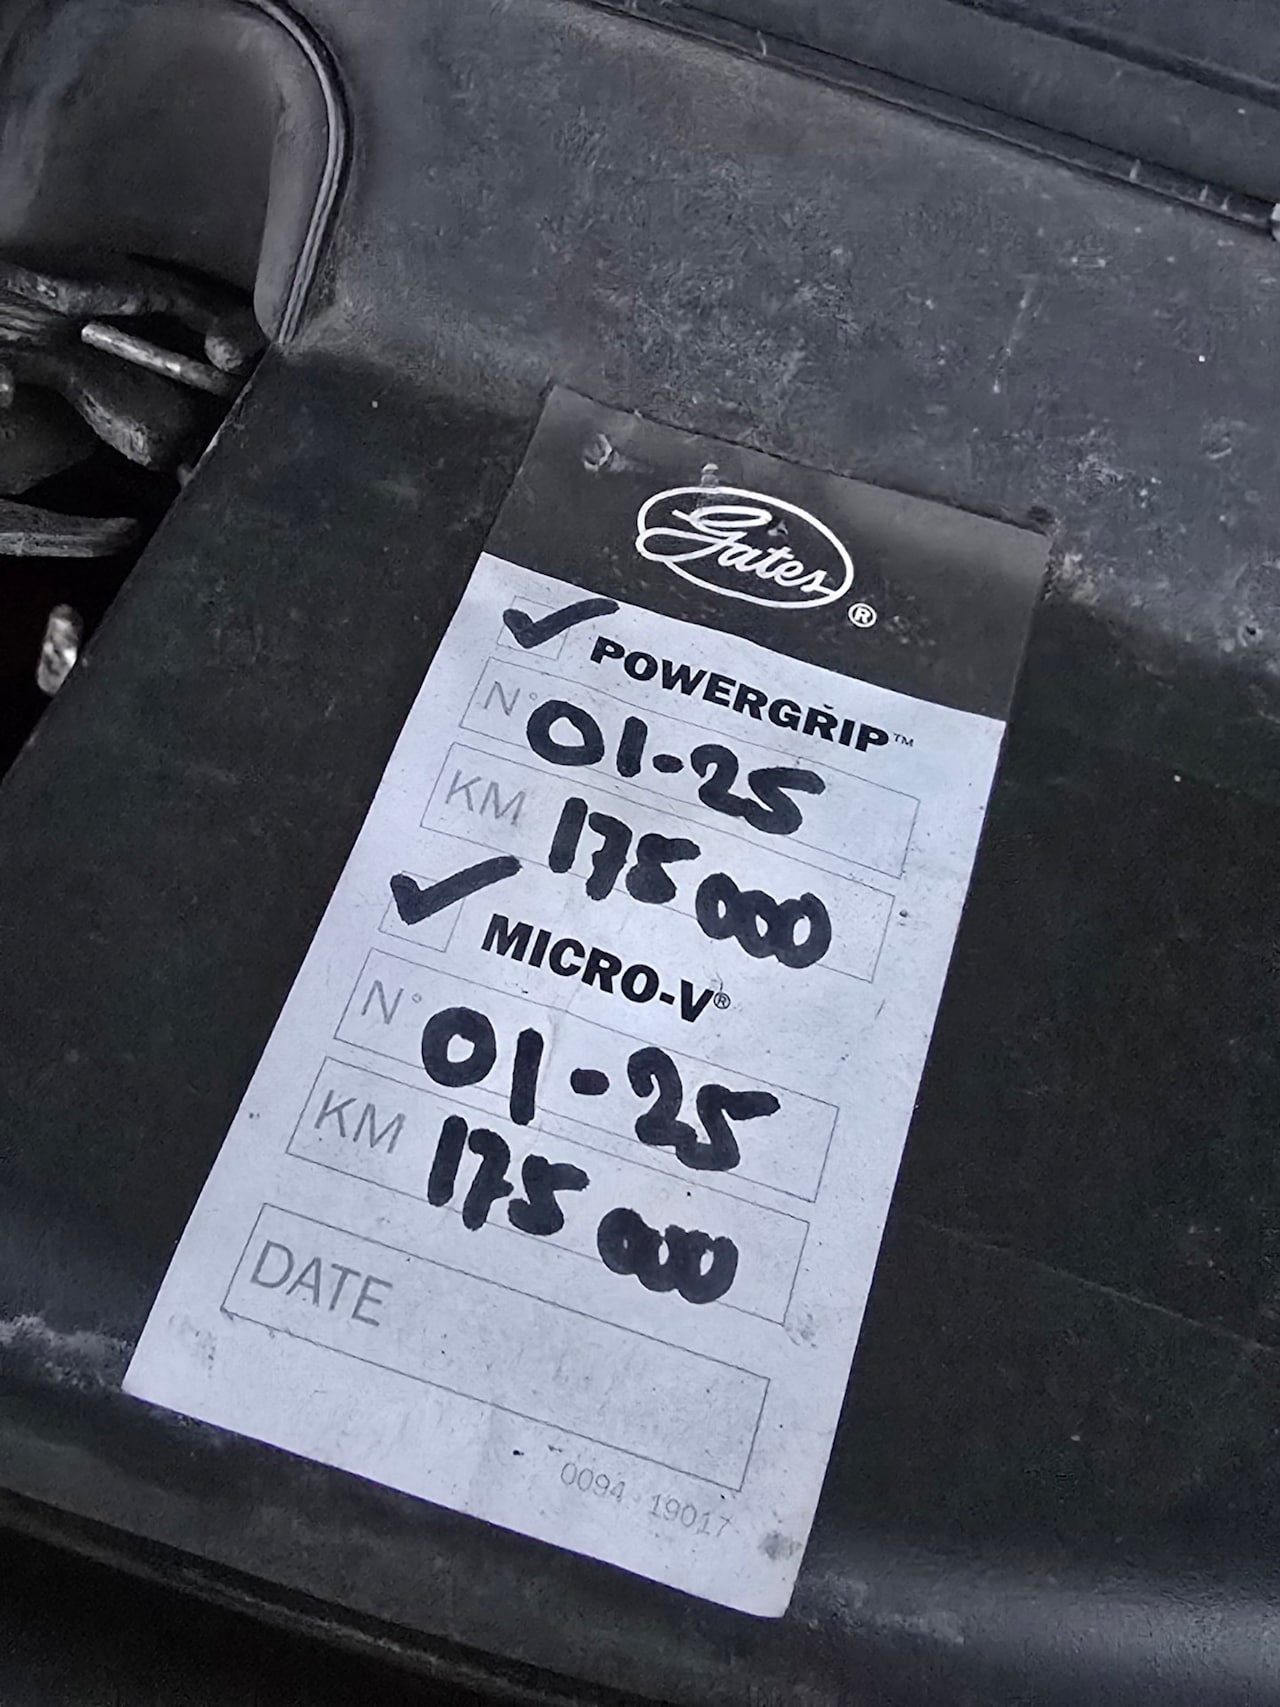 Gates®
POWERGRIP™
N° 01-25
KM 175 000
MICRO-V®
N° 01-25
KM 175 000
DATE
0094 19017